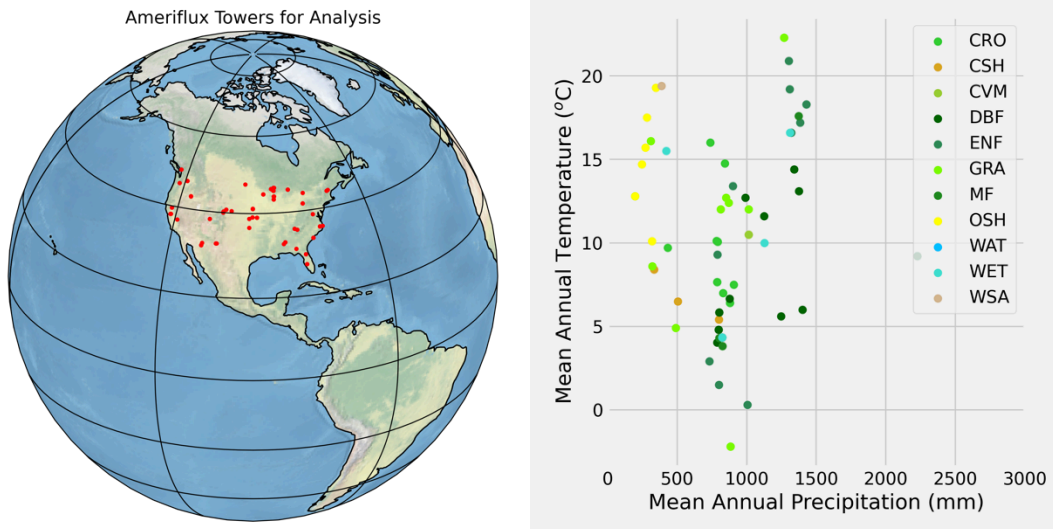 Ameriflux Towers for Analysis
Mean Annual Temperature (°C)
20
15
10
5
0
CRO
CSH
CVM
DBF
ENF
GRA
MF
OSH
WAT
WET
WSA
0 500 1000 1500 2000 2500 3000
Mean Annual Precipitation (mm)